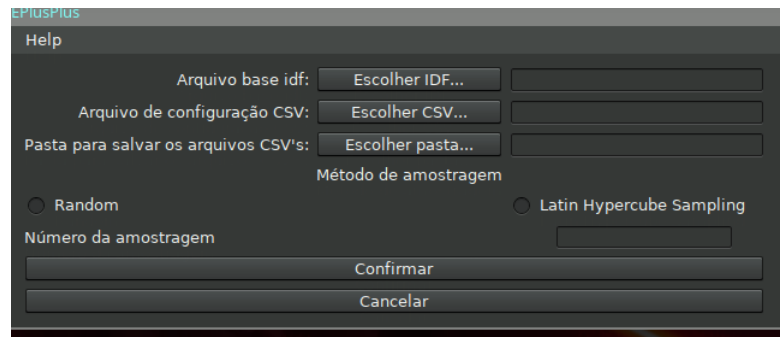 EPlusPlus
Help
Arquivo base idf: Escolher IDF...
Arquivo de configuração CSV: Escolher CSV...
Pasta para salvar os arquivos CSV's: Escolher pasta...
Método de amostragem
Random Latin Hypercube Sampling
Número da amostragem
Confirmar
Cancelar